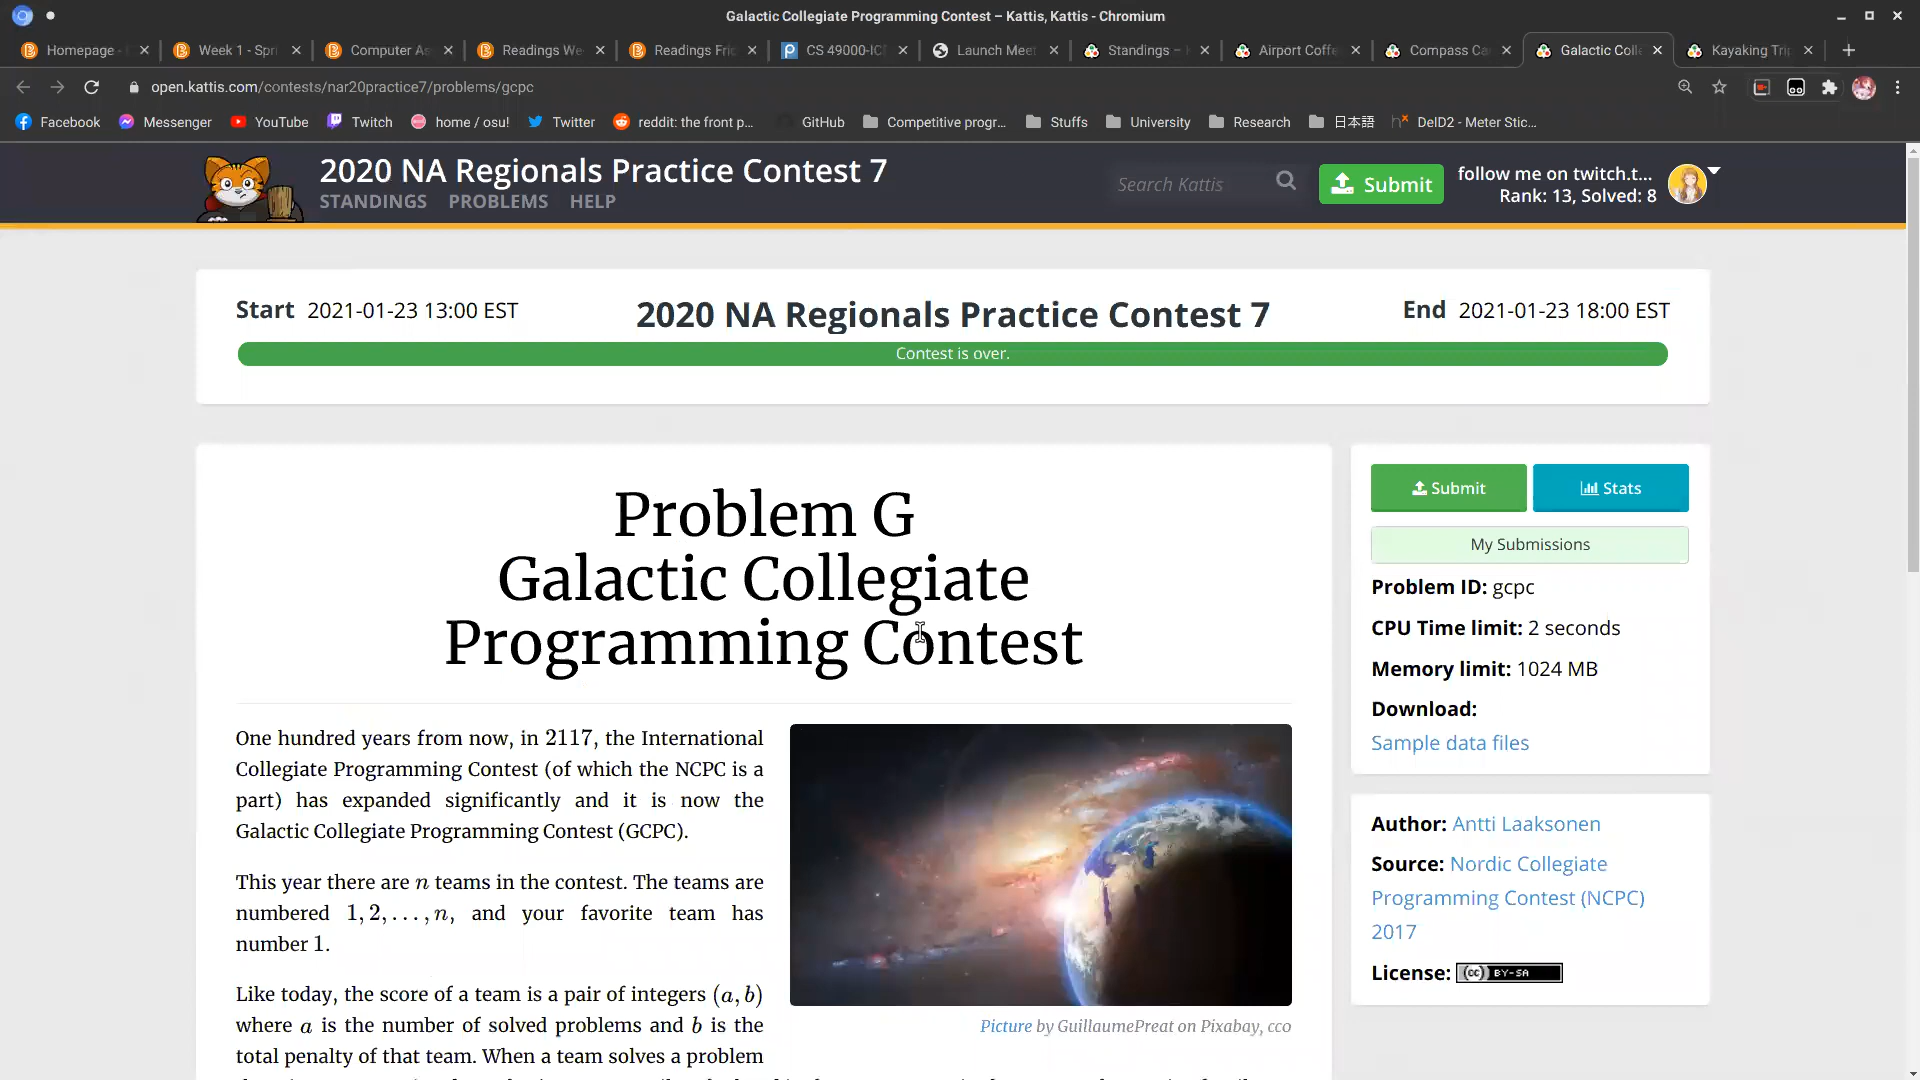 Galactic Collegiate Programming Contest – Kattis, Kattis - Chromium
Homepage -
Week 1 - Spri
Computer As
Readings We
Readings Fri
CS 49000-ICP
Launch Meet
Standings –
Airport Coffe
Compass Ca
Galactic Coll
Kayaking Trip
open.kattis.com/contests/nar20practice7/problems/gcpc
Facebook
Messenger
YouTube
Twitch
home / osu!
Twitter
reddit: the front p...
GitHub
Competitive progr...
Stuffs
University
Research
日本語
DelD2 - Meter Stic...
2020 NA Regionals Practice Contest 7
STANDINGS PROBLEMS HELP
Search Kattis
Submit
follow me on twitch.t...
Rank: 13, Solved: 8
Start 2021-01-23 13:00 EST
2020 NA Regionals Practice Contest 7
End 2021-01-23 18:00 EST
Contest is over.
Problem G
Galactic Collegiate
Programming Contest
One hundred years from now, in 2117, the International
Collegiate Programming Contest (of which the NCPC is a
part) has expanded significantly and it is now the
Galactic Collegiate Programming Contest (GCPC).
This year there are n teams in the contest. The teams are
numbered 1, 2, . . . , n, and your favorite team has
number 1.
Like today, the score of a team is a pair of integers (a, b)
where a is the number of solved problems and b is the
total penalty of that team. When a team solves a problem
Picture by GuillaumePreat on Pixabay, cc0
Submit
Stats
My Submissions
Problem ID: gcpc
CPU Time limit: 2 seconds
Memory limit: 1024 MB
Download:
Sample data files
Author: Antti Laaksonen
Source: Nordic Collegiate
Programming Contest (NCPC)
2017
License: (cc) BY-SA